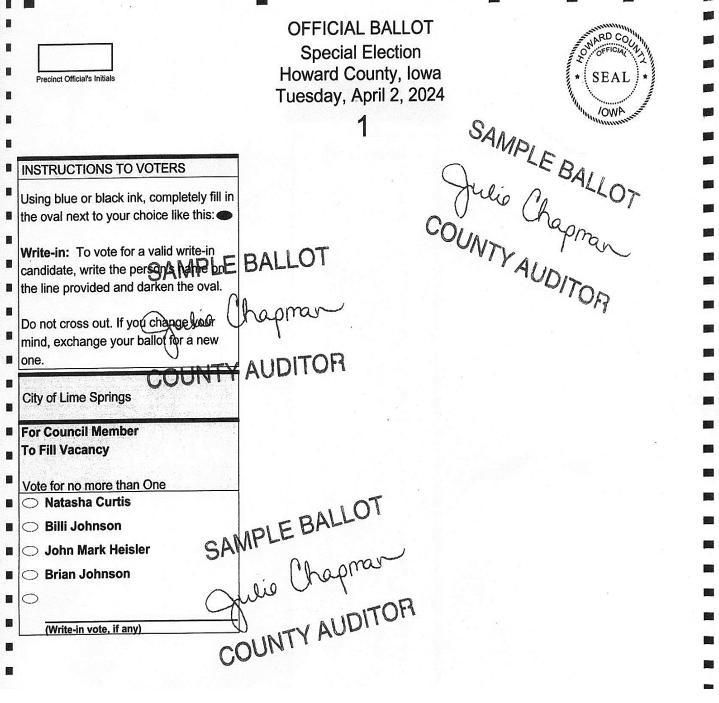 OFFICIAL BALLOT
Special Election
Howard County, Iowa
Tuesday, April 2, 2024
1
Precinct Official's Initials
HOWARD COUNTY
OFFICIAL
SEAL
IOWA
SAMPLE BALLOT
Julie Chapman
COUNTY AUDITOR
INSTRUCTIONS TO VOTERS
Using blue or black ink, completely fill in
the oval next to your choice like this:
Write-in: To vote for a valid write-in
candidate, write the person's name on
the line provided and darken the oval.
Do not cross out. If you change your
mind, exchange your ballot for a new
one.
SAMPLE BALLOT
Julie Chapman
COUNTY AUDITOR
City of Lime Springs
For Council Member
To Fill Vacancy
Vote for no more than One
Natasha Curtis
Billi Johnson
John Mark Heisler
Brian Johnson
(Write-in vote, if any)
SAMPLE BALLOT
Julie Chapman
COUNTY AUDITOR